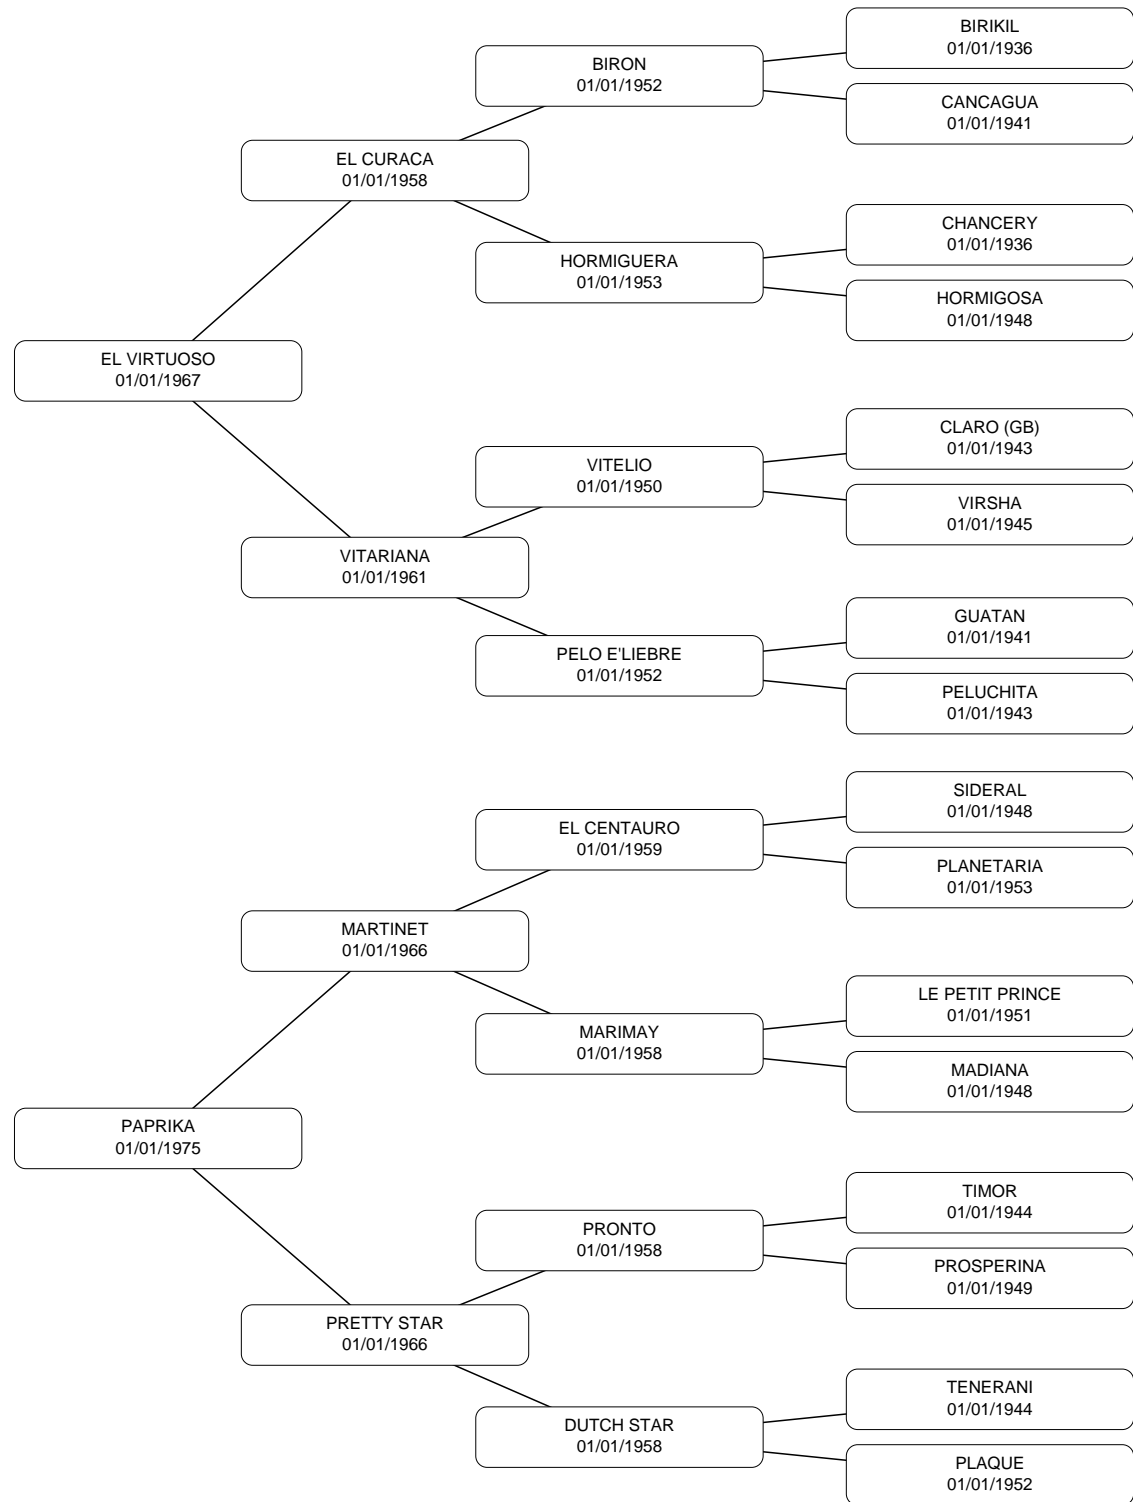 BIRIKIL
01/01/1936
BIRON
01/01/1952
CANCAGUA
01/01/1941
EL CURACA
01/01/1958
CHANCERY
01/01/1936
HORMIGUERA
01/01/1953
HORMIGOSA
01/01/1948
EL VIRTUOSO
01/01/1967
CLARO (GB)
01/01/1943
VITELIO
01/01/1950
VIRSHA
01/01/1945
VITARIANA
01/01/1961
GUATAN
01/01/1941
PELO E'LIEBRE
01/01/1952
PELUCHITA
01/01/1943
SIDERAL
01/01/1948
EL CENTAURO
01/01/1959
PLANETARIA
01/01/1953
MARTINET
01/01/1966
LE PETIT PRINCE
01/01/1951
MARIMAY
01/01/1958
MADIANA
01/01/1948
PAPRIKA
01/01/1975
TIMOR
01/01/1944
PRONTO
01/01/1958
PROSPERINA
01/01/1949
PRETTY STAR
01/01/1966
TENERANI
01/01/1944
DUTCH STAR
01/01/1958
PLAQUE
01/01/1952